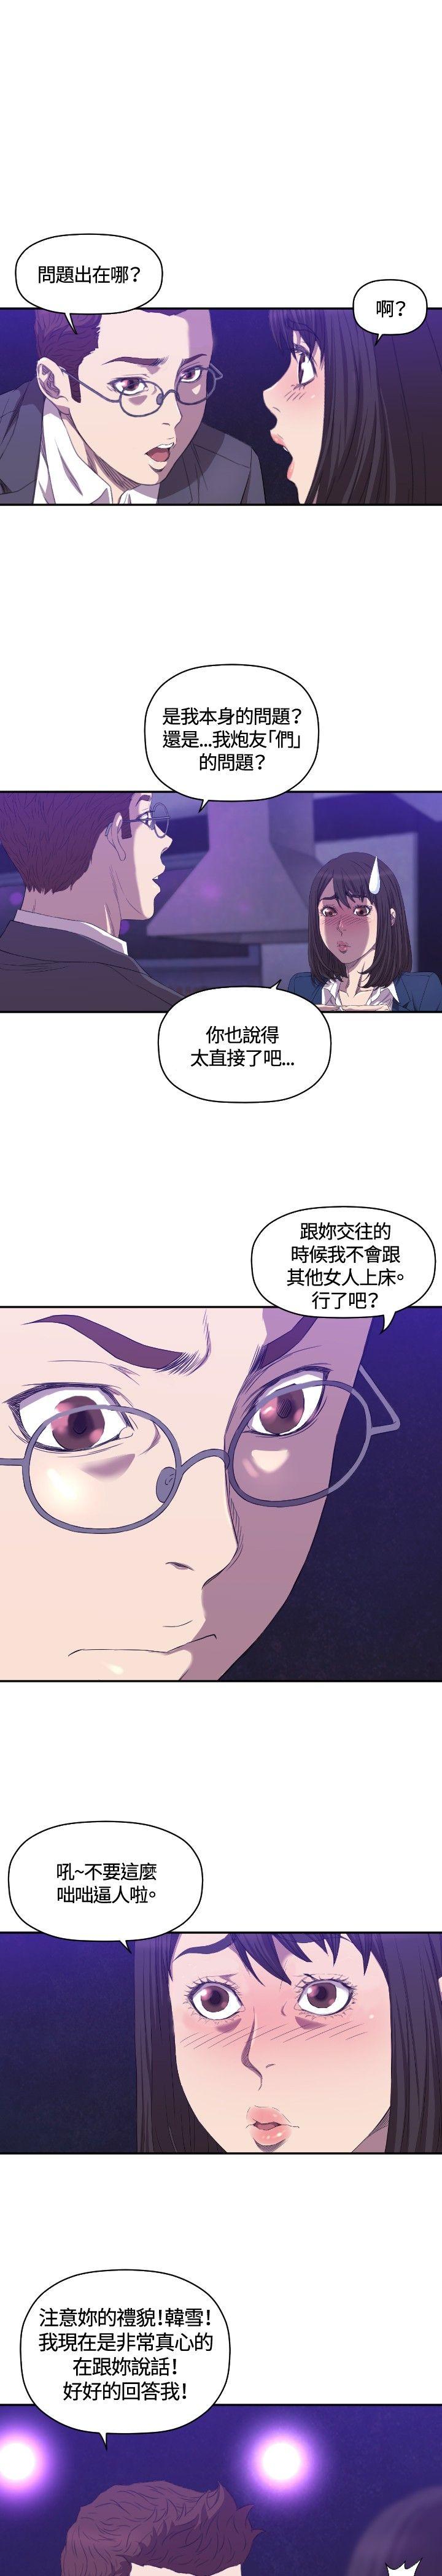 問題出在哪？
啊？
是我本身的問題？
還是...我炮友「們」
的問題？
你也說得
太直接了吧...
跟妳交往的
時候我不會跟
其他女人上床。
行了吧？
吼~不要這麼
咄咄逼人啦。
注意妳的禮貌！韓雪！
我現在是非常真心的
在跟妳說話！
好好的回答我！